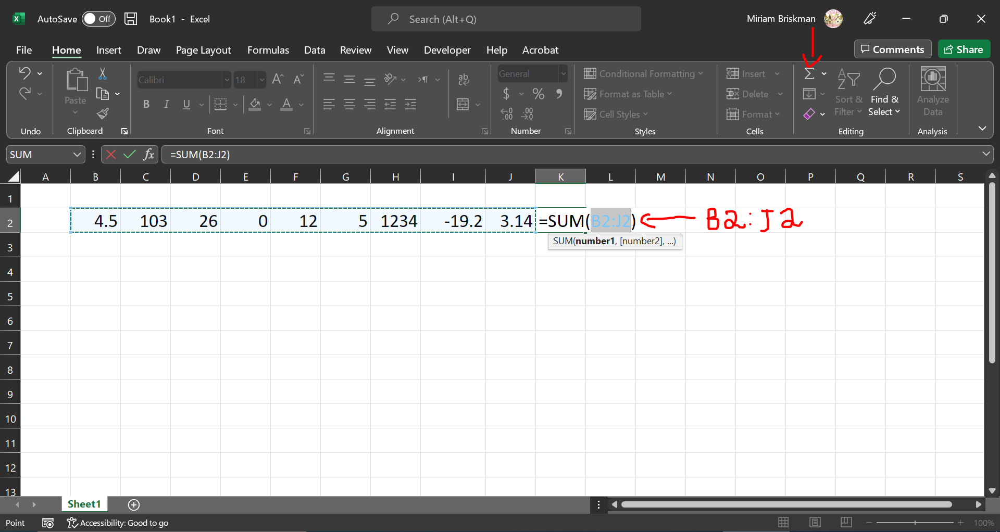 AutoSave Off Book1 - Excel Search (Alt+Q) Miriam Briskman
File Home Insert Draw Page Layout Formulas Data Review View Developer Help Acrobat Comments Share
Paste
Calibri 18
B I U A
ab
General
$ % 9
Conditional Formatting
Format as Table
Cell Styles
Insert
Delete
Format
Σ
Sort & Filter
Find & Select
Analyze Data
Undo Clipboard Font Alignment Number Styles Cells Editing Analysis
SUM fx =SUM(B2:J2)
A B C D E F G H I J K L M N O P Q R S
1
2 4.5 103 26 0 12 5 1234 -19.2 3.14 =SUM(B2:J2) B2:J2
SUM(number1, [number2], ...)
3
4
5
6
7
8
9
10
11
12
13
Sheet1
Point Accessibility: Good to go 100%